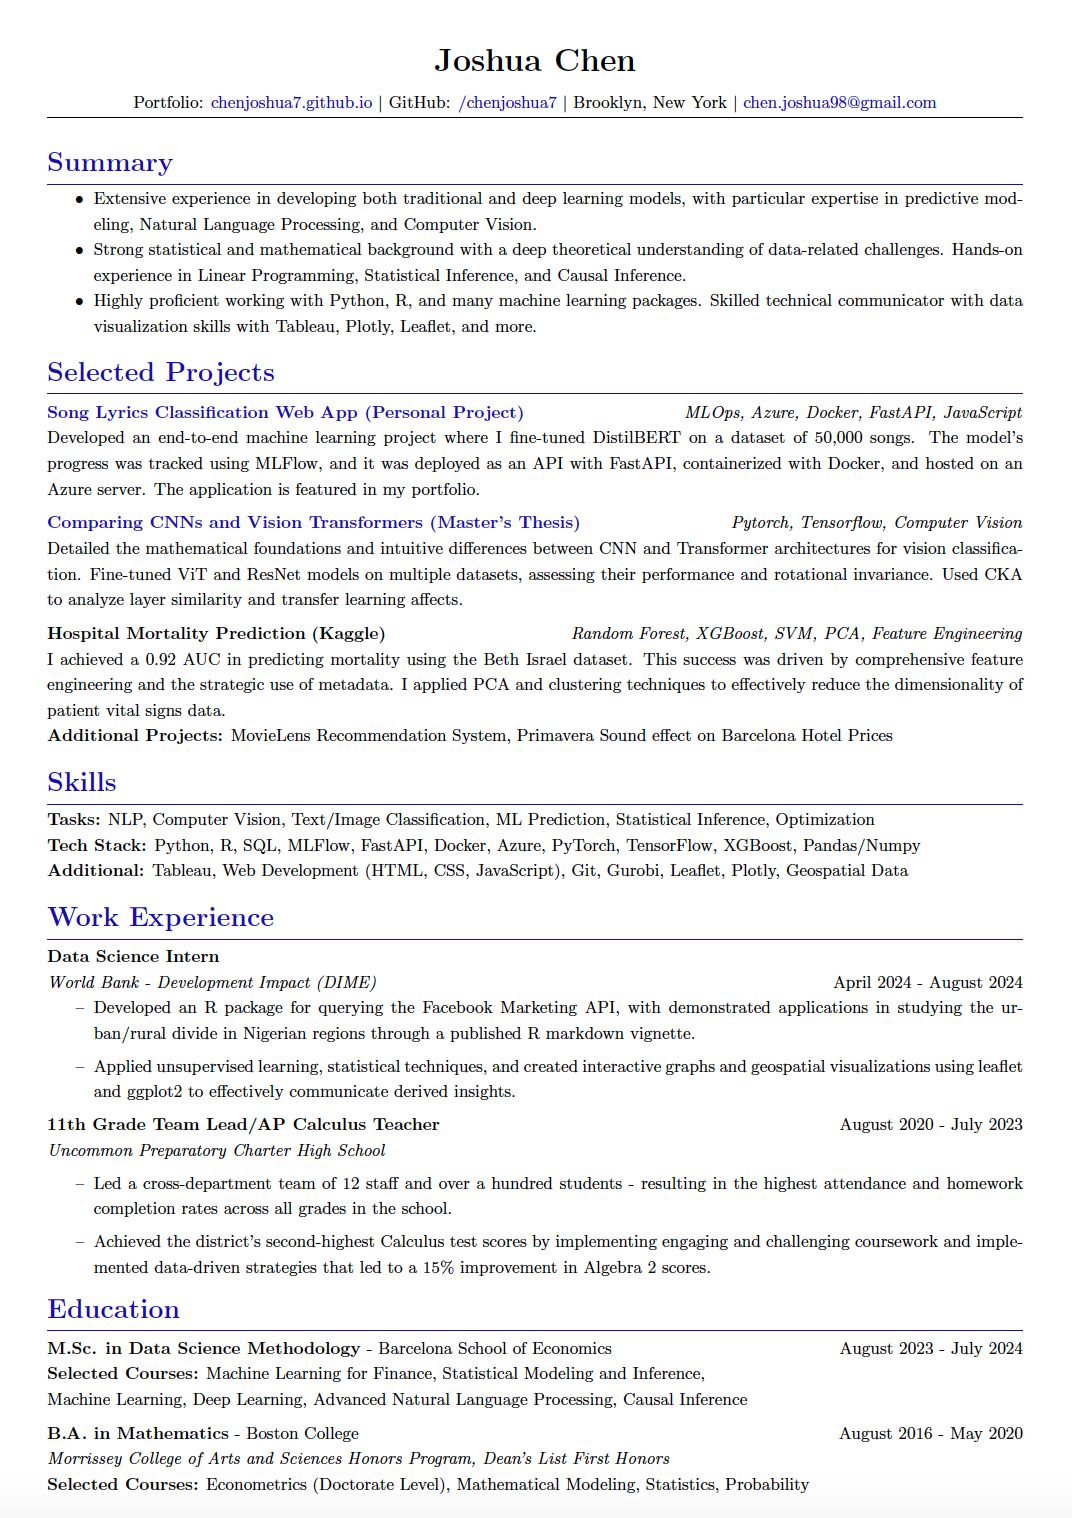 Joshua Chen
Portfolio: chenjoshua7.github.io | GitHub: /chenjoshua7 | Brooklyn, New York | chen.joshua98@gmail.com
Summary
• Extensive experience in developing both traditional and deep learning models, with particular expertise in predictive mod-
eling, Natural Language Processing, and Computer Vision.
• Strong statistical and mathematical background with a deep theoretical understanding of data-related challenges. Hands-on
experience in Linear Programming, Statistical Inference, and Causal Inference.
• Highly proficient working with Python, R, and many machine learning packages. Skilled technical communicator with data
visualization skills with Tableau, Plotly, Leaflet, and more.
Selected Projects
Song Lyrics Classification Web App (Personal Project) MLOps, Azure, Docker, FastAPI, JavaScript
Developed an end-to-end machine learning project where I fine-tuned DistilBERT on a dataset of 50,000 songs. The model's
progress was tracked using MLFlow, and it was deployed as an API with FastAPI, containerized with Docker, and hosted on an
Azure server. The application is featured in my portfolio.
Comparing CNNs and Vision Transformers (Master's Thesis) Pytorch, Tensorflow, Computer Vision
Detailed the mathematical foundations and intuitive differences between CNN and Transformer architectures for vision classifica-
tion. Fine-tuned ViT and ResNet models on multiple datasets, assessing their performance and rotational invariance. Used CKA
to analyze layer similarity and transfer learning affects.
Hospital Mortality Prediction (Kaggle) Random Forest, XGBoost, SVM, PCA, Feature Engineering
I achieved a 0.92 AUC in predicting mortality using the Beth Israel dataset. This success was driven by comprehensive feature
engineering and the strategic use of metadata. I applied PCA and clustering techniques to effectively reduce the dimensionality of
patient vital signs data.
Additional Projects: MovieLens Recommendation System, Primavera Sound effect on Barcelona Hotel Prices
Skills
Tasks: NLP, Computer Vision, Text/Image Classification, ML Prediction, Statistical Inference, Optimization
Tech Stack: Python, R, SQL, MLFlow, FastAPI, Docker, Azure, PyTorch, TensorFlow, XGBoost, Pandas/Numpy
Additional: Tableau, Web Development (HTML, CSS, JavaScript), Git, Gurobi, Leaflet, Plotly, Geospatial Data
Work Experience
Data Science Intern
World Bank - Development Impact (DIME) April 2024 - August 2024
– Developed an R package for querying the Facebook Marketing API, with demonstrated applications in studying the ur-
ban/rural divide in Nigerian regions through a published R markdown vignette.
– Applied unsupervised learning, statistical techniques, and created interactive graphs and geospatial visualizations using leaflet
and ggplot2 to effectively communicate derived insights.
11th Grade Team Lead/AP Calculus Teacher August 2020 - July 2023
Uncommon Preparatory Charter High School
– Led a cross-department team of 12 staff and over a hundred students - resulting in the highest attendance and homework
completion rates across all grades in the school.
– Achieved the district's second-highest Calculus test scores by implementing engaging and challenging coursework and imple-
mented data-driven strategies that led to a 15% improvement in Algebra 2 scores.
Education
M.Sc. in Data Science Methodology - Barcelona School of Economics August 2023 - July 2024
Selected Courses: Machine Learning for Finance, Statistical Modeling and Inference,
Machine Learning, Deep Learning, Advanced Natural Language Processing, Causal Inference
B.A. in Mathematics - Boston College August 2016 - May 2020
Morrissey College of Arts and Sciences Honors Program, Dean's List First Honors
Selected Courses: Econometrics (Doctorate Level), Mathematical Modeling, Statistics, Probability